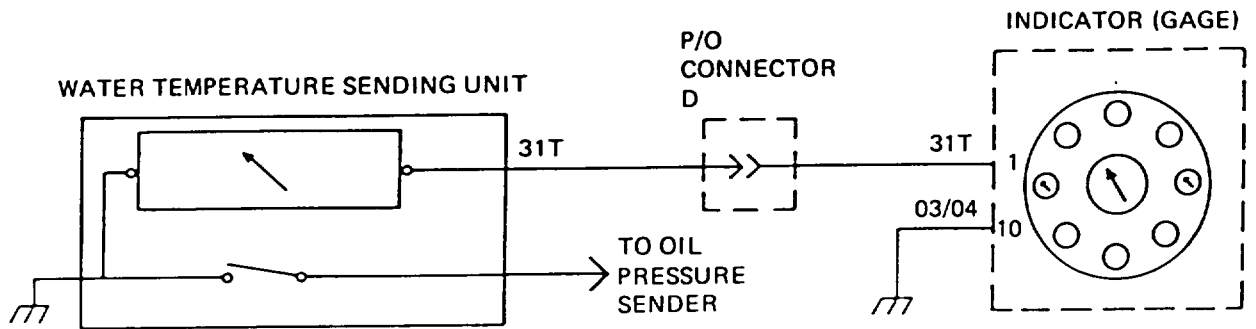 INDICATOR (GAGE)
P/O
CONNECTOR
D
WATER TEMPERATURE SENDING UNIT
31T
31T
1
03/04
10
TO OIL
PRESSURE
SENDER